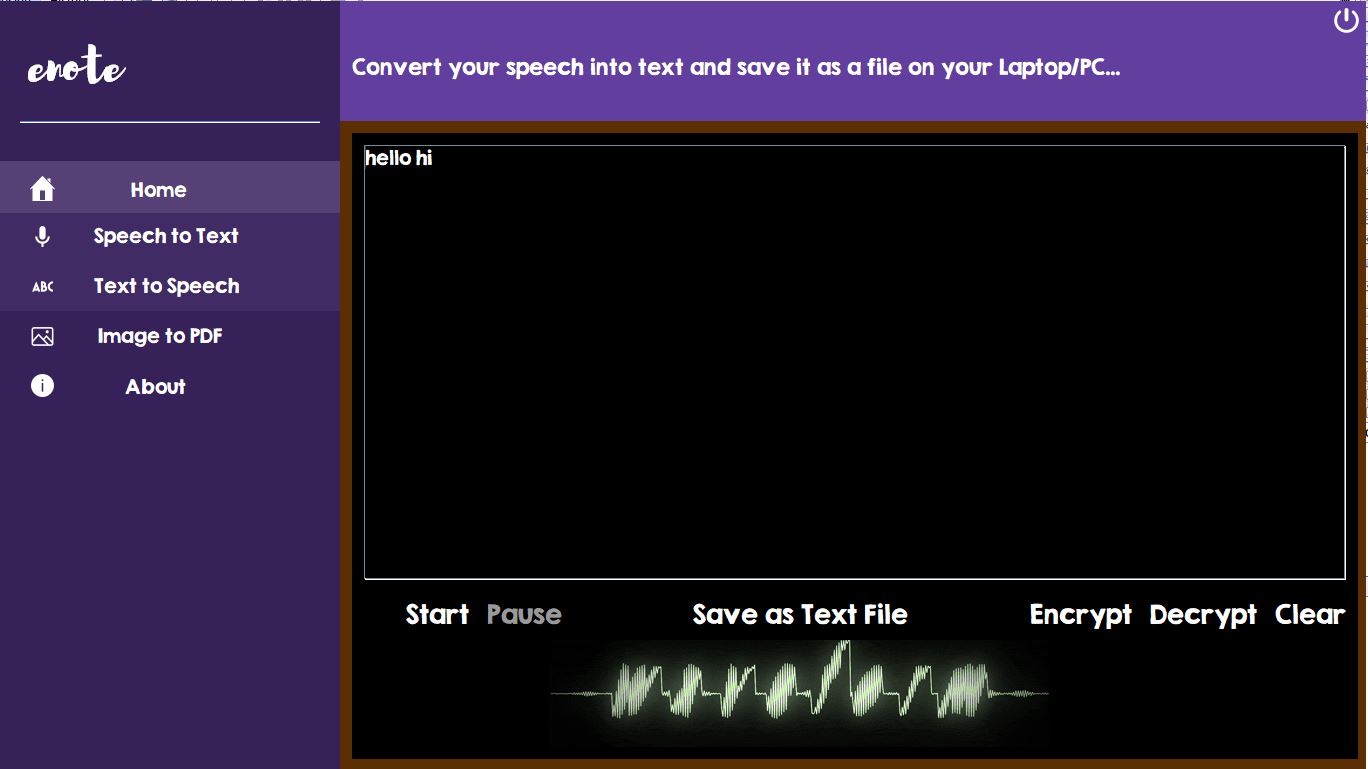 enote
Convert your speech into text and save it as a file on your Laptop/PC...
Home
Speech to Text
ABC
Text to Speech
Image to PDF
i
About
hello hi
Start Pause Save as Text File Encrypt Decrypt Clear